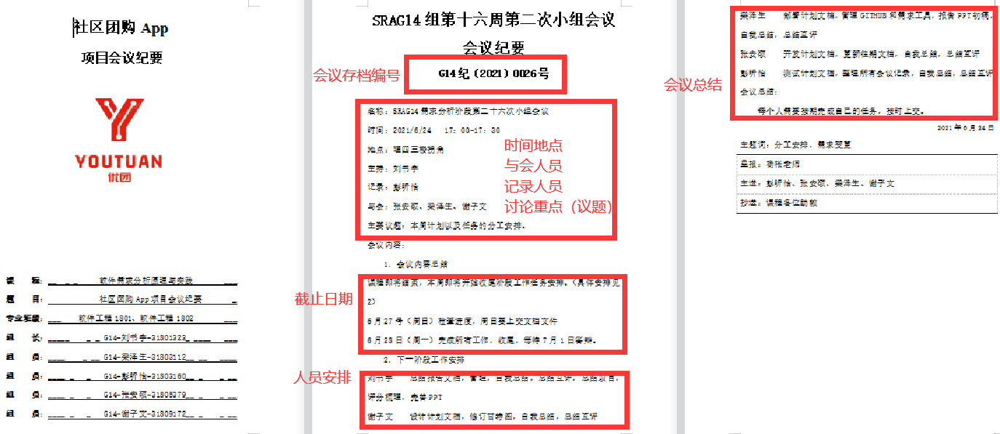 社区团购 App
项目会议纪要
YOUTUAN
优团
课 程： 软件需求分析原理与实践
题 目： 社区团购 App 项目会议纪要
专业班级： 软件工程 1801、软件工程 1802
组 长： G14-刘书宇-31801323
组 员： G14-梁泽生-31803112
组 员： G14-彭昕怡-31803160
组 员： G14-张安硕-31805379
组 员： G14-谢子文-31809172
SRAG14 组第十六周第二次小组会议
会议纪要
会议存档编号
G14 纪（2021）0026 号
名称：SRAG14 需求分析阶段第二十六次小组会议
时间：2021/6/24 17：00-17：30
地点：理四三楼拐角
主持：刘书宇
记录：彭昕怡
与会：张安硕、梁泽生、谢子文
主要议题：本周计划以及任务的分工安排。
时间地点
与会人员
记录人员
讨论重点（议题）
会议内容：
1. 会议内容总结
截止日期
课程即将结束，本周即将开始收尾阶段工作任务安排。（具体安排见
2）
6 月 27 号（周日）检查进度，周日要上交文档文件
6 月 28 日（周一）完成所有工作，收尾，等待 7 月 1 日答辩。
2. 下一阶段工作安排
人员安排
刘书宇 总结报告文档，管理，自我总结，总结互评，总结项目，
评分梳理，完善 PPT
谢子文 设计计划文档，修订甘特图，自我总结，总结互评
会议总结
梁泽生 部署计划文档，管理 GITHUB 和需求工具，报告 PPT 初稿，
自我总结，总结互评
张安硕 开发计划文档，更新往期文档，自我总结，总结互评
彭昕怡 测试计划文档，整理所有会议记录，自我总结，总结互评
会议总结：
每个人需要按期完成自己的任务，按时上交。
2021 年 6 月 24 日
主题词：分工安排，需求变更
呈报：杨枨老师
主送：彭昕怡、张安硕、梁泽生、谢子文
抄送：课程各位助教